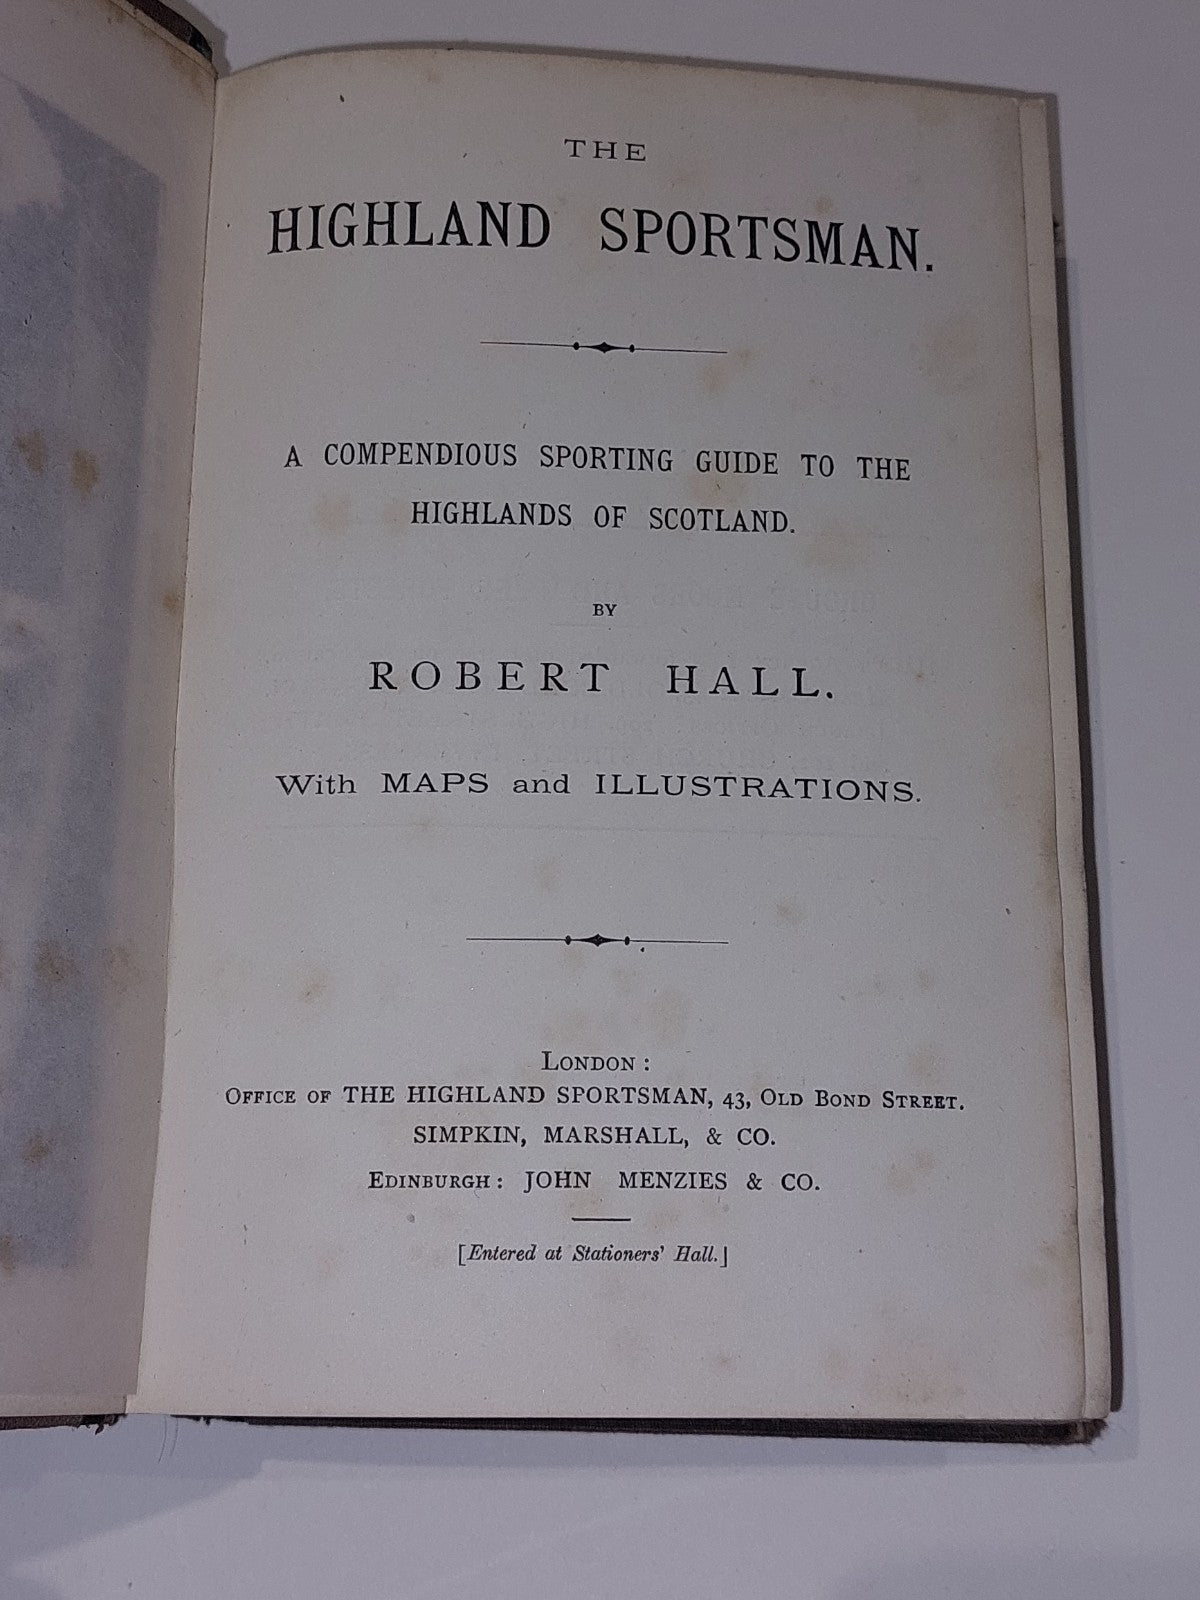 THE
HIGHLAND SPORTSMAN.
A COMPENDIOUS SPORTING GUIDE TO THE
HIGHLANDS OF SCOTLAND.
BY
ROBERT HALL.
With MAPS and ILLUSTRATIONS.
LONDON:
OFFICE OF THE HIGHLAND SPORTSMAN, 43, OLD BOND STREET.
SIMPKIN, MARSHALL, & CO.
EDINBURGH: JOHN MENZIES & CO.
[Entered at Stationers' Hall.]